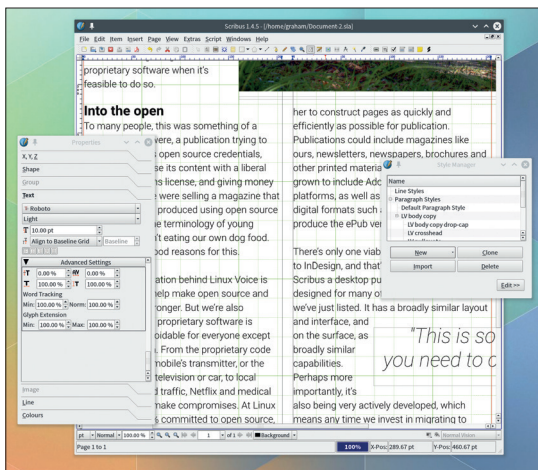 Scribus 1.4.5 - [/home/graham/Document-2.sla]
File Edit Item Insert Page View Extras Script Windows Help
proprietary software when it's
feasible to do so.
Into the open
To many people, this was something of a
were, a publication trying to
open source credentials,
se its content with a liberal
ns license, and giving money
were selling a magazine that
produced using open source
e terminology of young
n't eating our own dog food.
ood reasons for this.
ation behind Linux Voice is
help make open source and
ronger. But we're also
proprietary software is
oidable for everyone except
. From the proprietary code
mobile's transmitter, or the
television or car, to local
d traffic, Netflix and medical
make compromises. At Linux
committed to open source,
her to construct pages as quickly and
efficiently as possible for publication.
Publications could include magazines like
ours, newsletters, newspapers, brochures and
other printed materia
grown to include Ado
platforms, as well as
digital formats such a
produce the ePub ver
There's only one viab
to InDesign, and that'
Scribus a desktop pu
designed for many o
we've just listed. It has a broadly similar layout
and interface, and
on the surface, as
broadly similar
capabilities.
Perhaps more
importantly, it's
also being very actively developed, which
means any time we invest in migrating to
"This is so
you need to c
Properties
X, Y, Z
Shape
Group
Text
Roboto
Light
10.00 pt
Align to Baseline Grid Baseline
Advanced Settings
0.00 % 0.00 %
100.00 % 100.00 %
Word Tracking
Min: 100.00 % Norm: 100.00 %
Glyph Extension
Min: 100.00 % Max: 100.00 %
Image
Line
Colours
Style Manager
Name
Line Styles
Paragraph Styles
Default Paragraph Style
LV body copy
LV body copy drop-cap
LV crosshead
New Clone
Import Delete
Edit >>
pt Normal 100.00 % 1 of 1 Background Normal Vision
Page 1 to 1 100% X-Pos: 289.67 pt Y-Pos: 460.67 pt